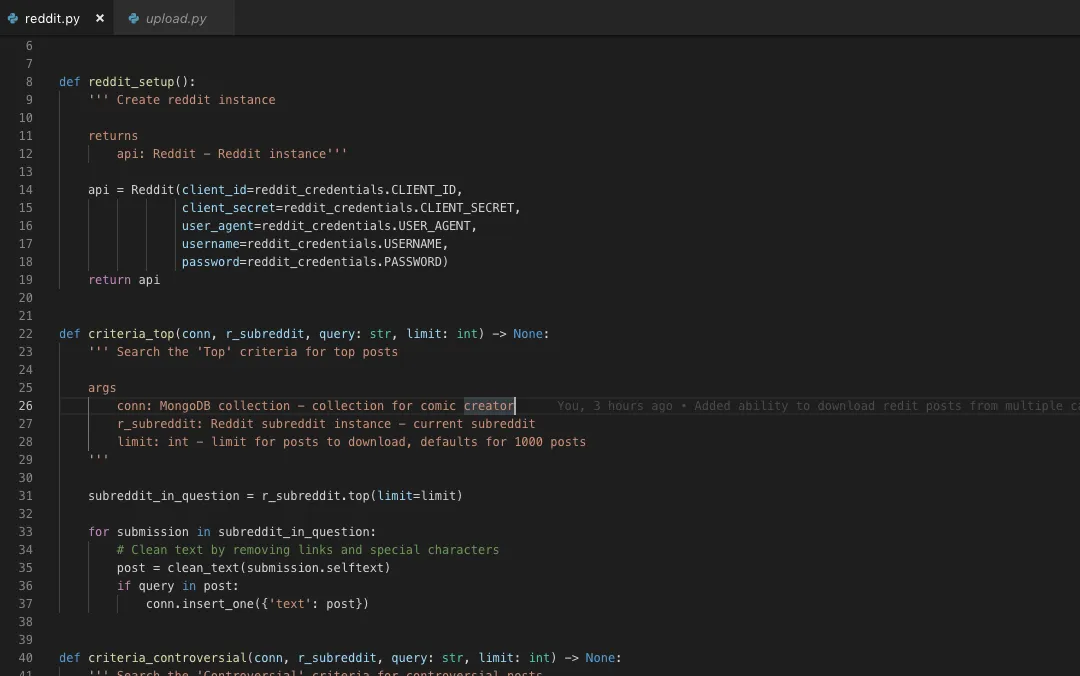 reddit.py × upload.py
6
7
8 def reddit_setup():
9 ''' Create reddit instance
10
11 returns
12 api: Reddit - Reddit instance'''
13
14 api = Reddit(client_id=reddit_credentials.CLIENT_ID,
15 client_secret=reddit_credentials.CLIENT_SECRET,
16 user_agent=reddit_credentials.USER_AGENT,
17 username=reddit_credentials.USERNAME,
18 password=reddit_credentials.PASSWORD)
19 return api
20
21
22 def criteria_top(conn, r_subreddit, query: str, limit: int) -> None:
23 ''' Search the 'Top' criteria for top posts
24
25 args
26 conn: MongoDB collection - collection for comic creator You, 3 hours ago • Added ability to download redit posts from multiple
27 r_subreddit: Reddit subreddit instance - current subreddit
28 limit: int - limit for posts to download, defaults for 1000 posts
29 '''
30
31 subreddit_in_question = r_subreddit.top(limit=limit)
32
33 for submission in subreddit_in_question:
34 # Clean text by removing links and special characters
35 post = clean_text(submission.selftext)
36 if query in post:
37 conn.insert_one({'text': post})
38
39
40 def criteria_controversial(conn, r_subreddit, query: str, limit: int) -> None:
41 ''' Search the 'Controversial' criteria for controversial posts